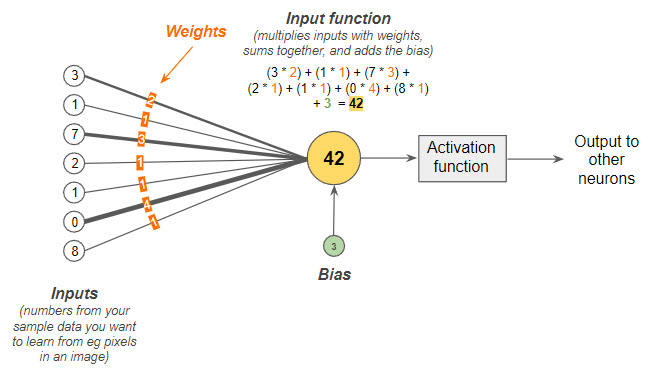 Input function
(multiplies inputs with weights,
sums together, and adds the bias)
(3 * 2) + (1 * 1) + (7 * 3) +
(2 * 1) + (1 * 1) + (0 * 4) + (8 * 1)
+ 3 = 42
Weights
3
1
7
2
1
0
8
2
1
3
1
1
4
1
42
Activation
function
Output to
other
neurons
3
Bias
Inputs
(numbers from your
sample data you want
to learn from eg pixels
in an image)